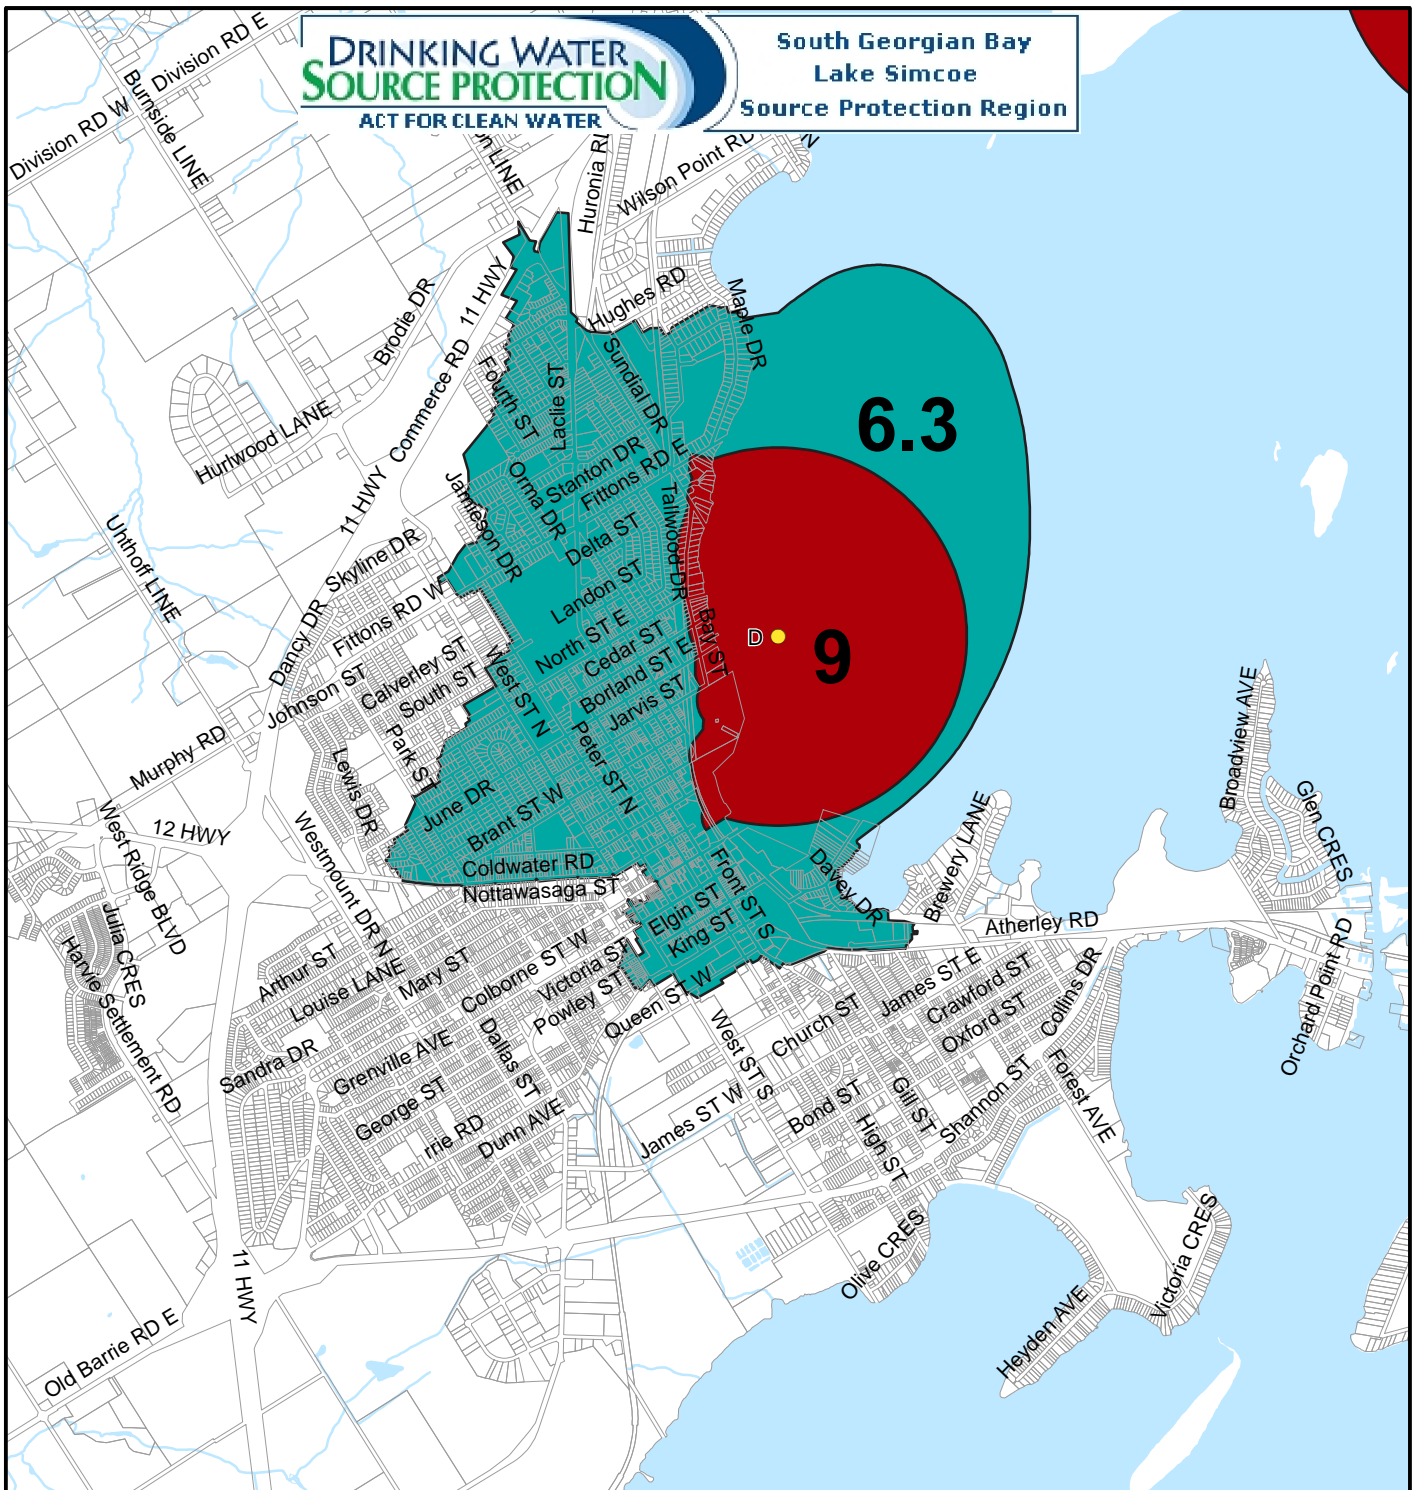 DRINKING WATER
SOURCE PROTECTION
ACT FOR CLEAN WATER
South Georgian Bay
Lake Simcoe
Source Protection Region
Division RD E
Division RD W
Burnside LINE
LINE
Huronia RD
Wilson Point RD
N
Brodie DR
11 HWY
Hughes RD
Maple DR
Commerce RD
Fourth ST
Laclie ST
Sundial DR
6.3
Hurlwood LANE
11 HWY
Jamieson DR
Orma DR
Stanton DR
Fittons RD E
Tallwood DR
Delta ST
Uhthoff LINE
Skyline DR
Landon ST
Fittons RD W
Dancy DR
North ST E
Cedar ST
Bay ST
D
9
Calverley ST
South ST
Johnson ST
West ST N
Borland ST E
Jarvis ST
Park ST
Murphy RD
Lewis DR
Peter ST N
Broadview AVE
June DR
Brant ST W
Glen CRES
12 HWY
West Ridge BLVD
Westmount DR N
Coldwater RD
Nottawasaga ST
Front ST S
Davey DR
Brewery LANE
Elgin ST
King ST
Atherley RD
Julia CRES
Harvie Settlement RD
Arthur ST
Louise LANE
Mary ST
Colborne ST W
Victoria ST
Powley ST
Queen ST W
James ST E
Crawford ST
Oxford ST
Collins DR
Orchard Point RD
Church ST
West ST S
Sandra DR
Grenville AVE
Dallas ST
George ST
rrie RD
Dunn AVE
James ST W
Bond ST
Gill ST
High ST
Shannon ST
Forest AVE
Olive CRES
Victoria CRES
Heyden AVE
11 HWY
Old Barrie RD E